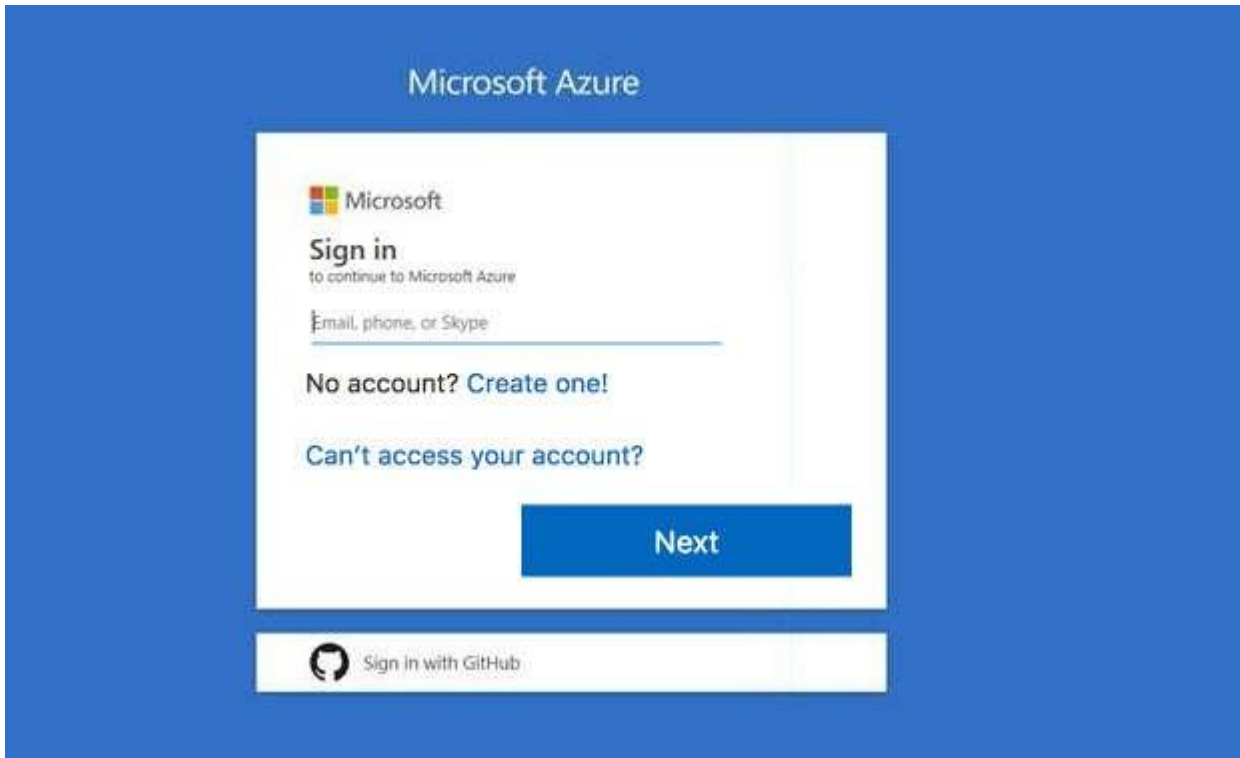 Microsoft Azure
Microsoft
Sign in
to continue to Microsoft Azure
Email, phone, or Skype
No account? Create one!
Can't access your account?
Next
Sign in with GitHub